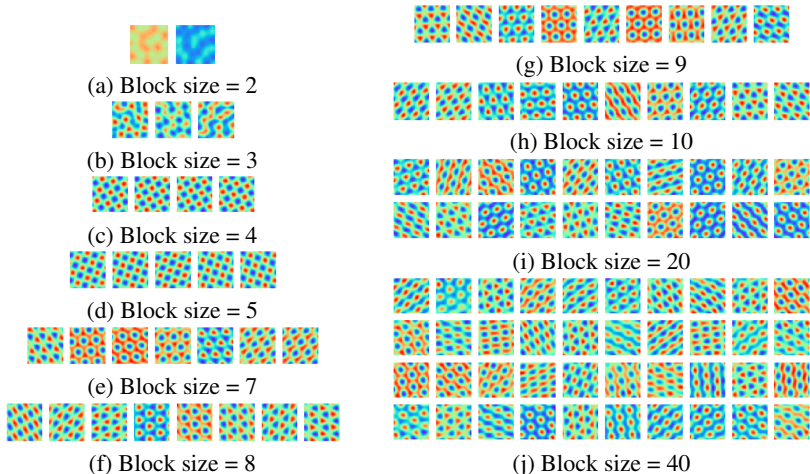 (a) Block size = 2
(b) Block size = 3
(c) Block size = 4
(d) Block size = 5
(e) Block size = 7
(f) Block size = 8
(g) Block size = 9
(h) Block size = 10
(i) Block size = 20
(j) Block size = 40